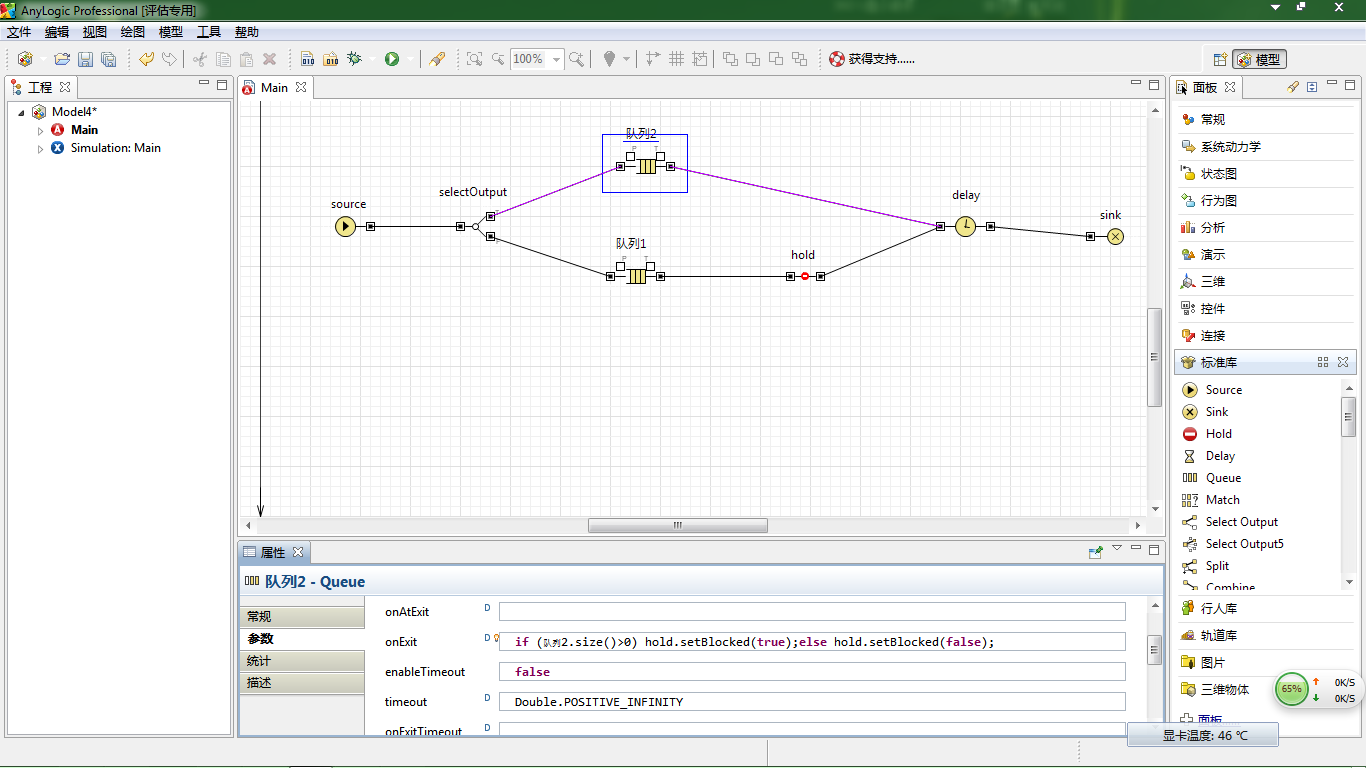 AnyLogic Professional [评估专用]
文件 编辑 视图 绘图 模型 工具 帮助
100% 获得支持...... 模型
工程
Model4*
Main
Simulation: Main
Main
队列2
P T
selectOutput
source
delay
sink
队列1
P T
hold
属性
队列2 - Queue
常规
参数
统计
描述
onAtExit
onExit if (队列2.size()>0) hold.setBlocked(true);else hold.setBlocked(false);
enableTimeout false
timeout Double.POSITIVE_INFINITY
onExitTimeout
面板
常规
系统动力学
状态图
行为图
分析
演示
三维
控件
连接
标准库
Source
Sink
Hold
Delay
Queue
Match
Select Output
Select Output5
Split
Combine
行人库
轨道库
图片
三维物体
面板
65% 0K/S
0K/S
显卡温度: 46 ℃